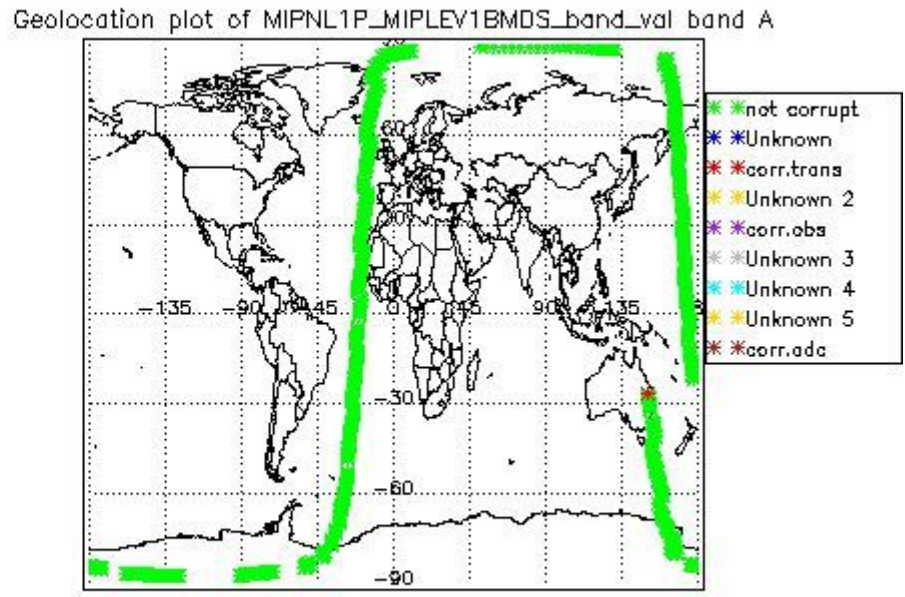 Geolocation plot of MIPNL1P_MIPLEV1BMDS_band_val band A
not corrupt
60
Unknown
corr.trans
Unknown 2
corr.obs
Unknown 3
Unknown 4
-135 -90 -45 0 45 90 135
Unknown 5
corr.adc
-30
-60
-90